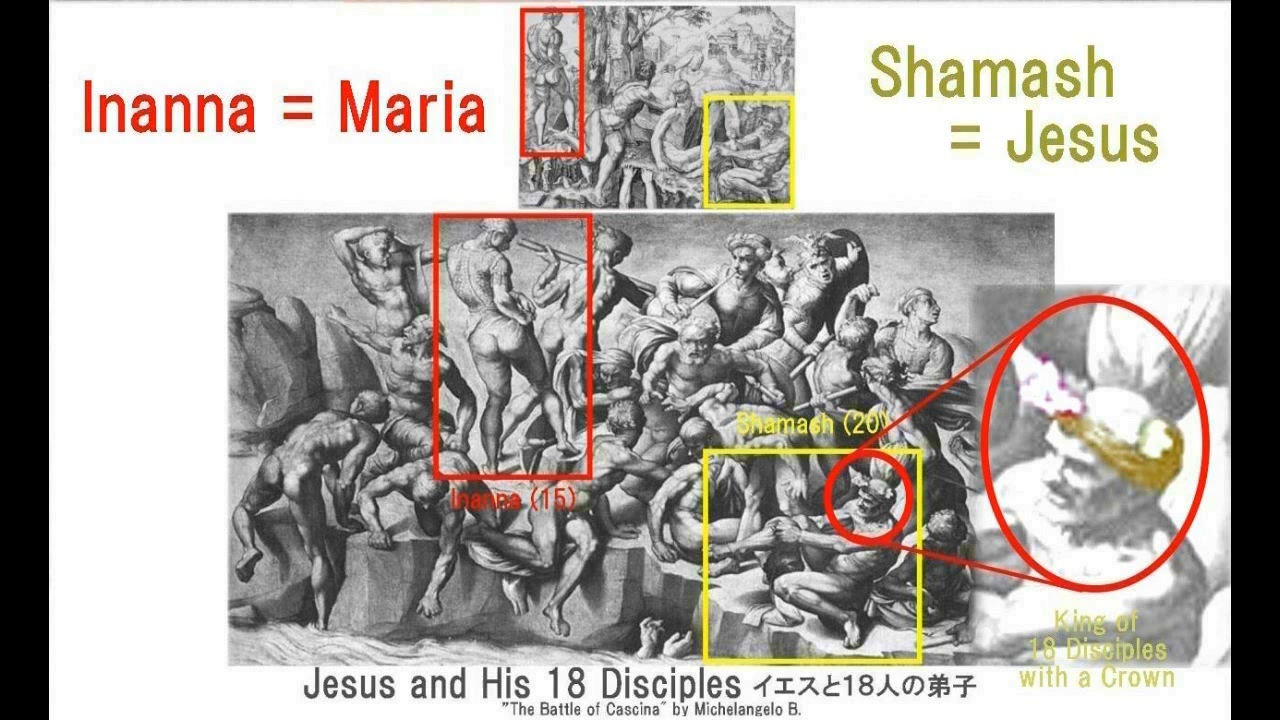 Inanna = Maria
Shamash
= Jesus
Shamash (20)
Inanna (15)
King of
18 Disciples
with a Crown
Jesus and His 18 Disciples イエスと18人の弟子
"The Battle of Cascina" by Michelangelo B.